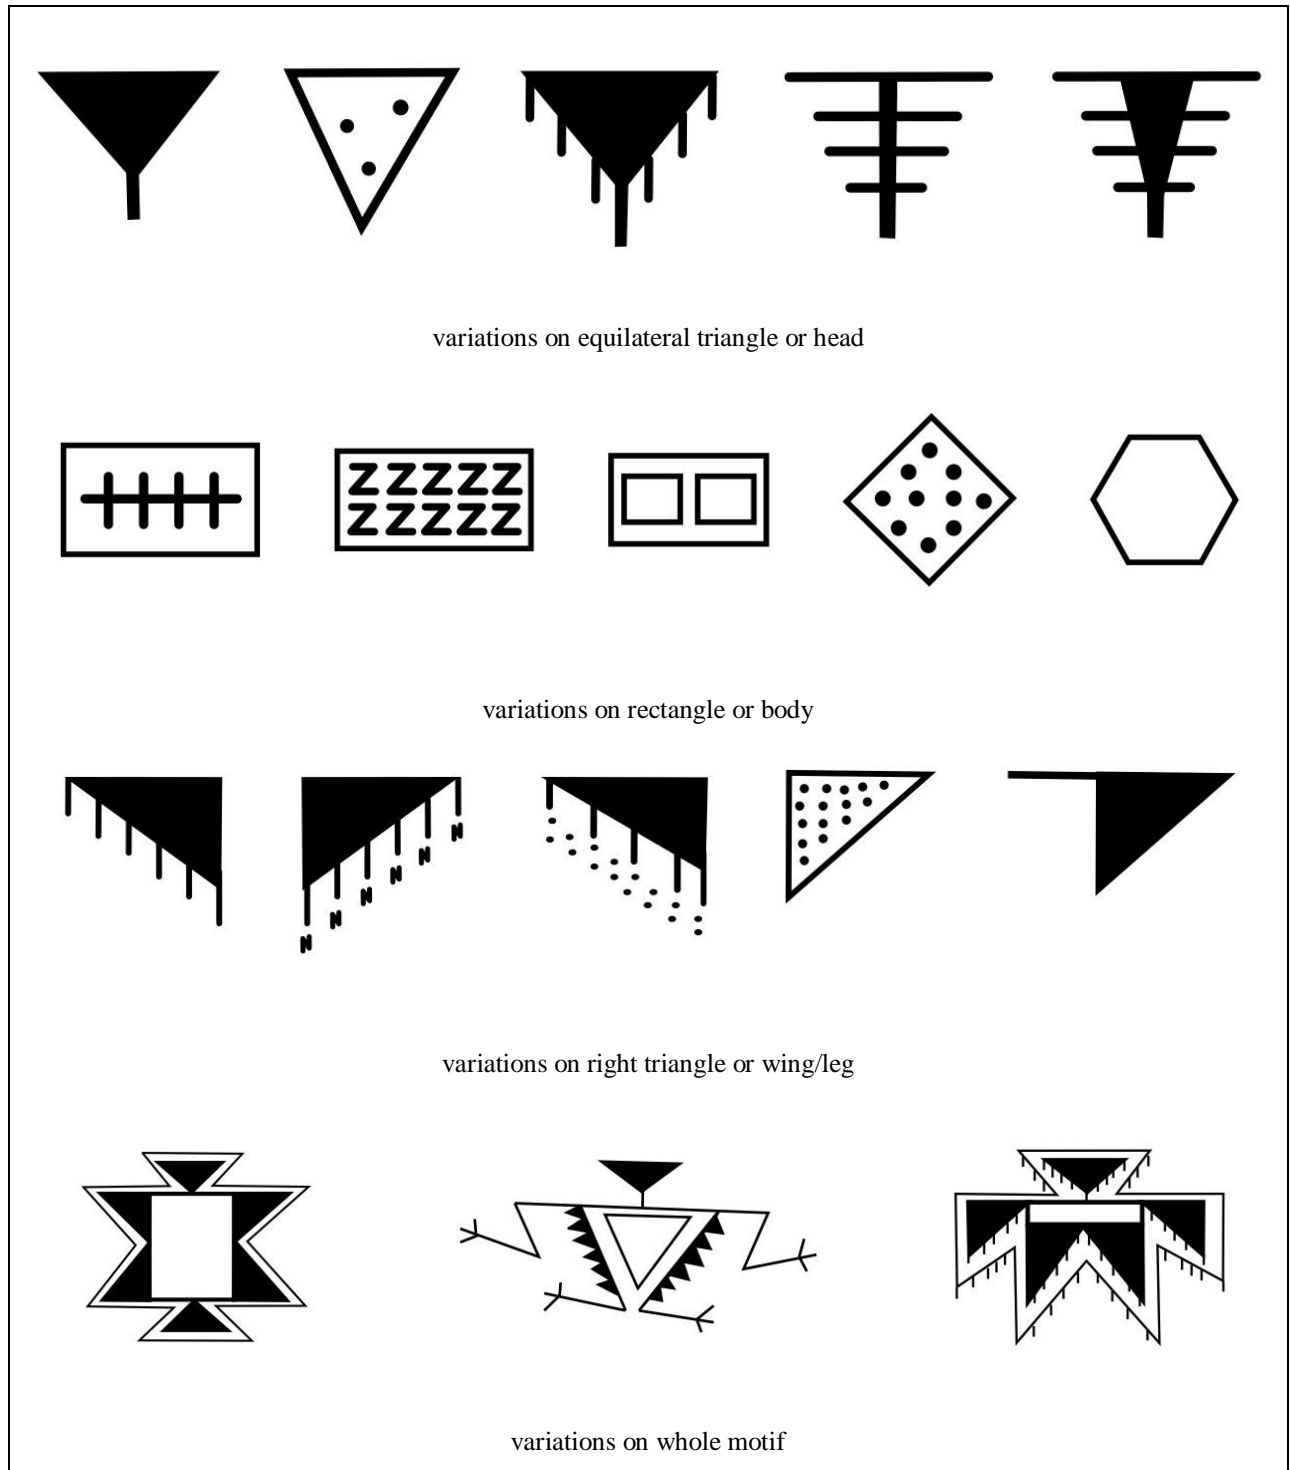 variations on equilateral triangle or head
Z Z Z Z Z
Z Z Z Z Z
variations on rectangle or body
N
N
N
N
N
N
variations on right triangle or wing/leg
variations on whole motif